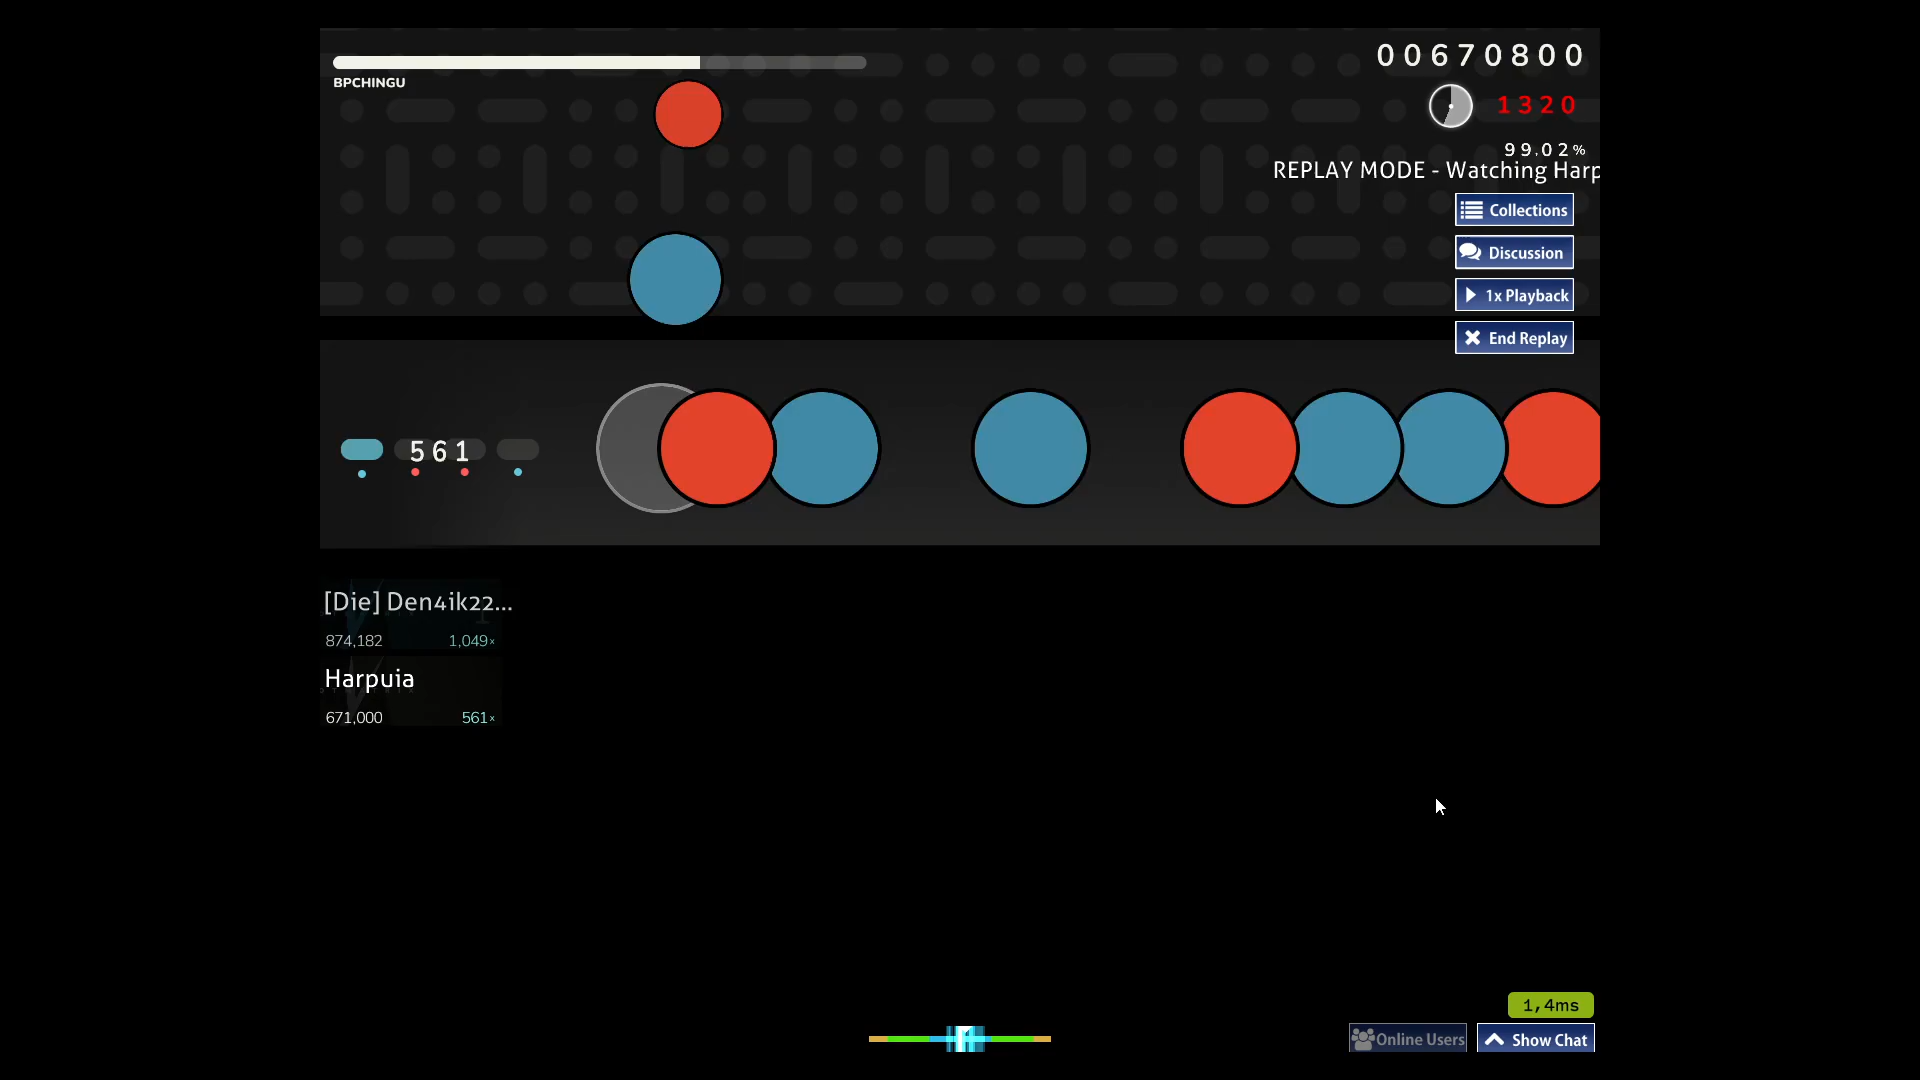 00670800
BPCHINGU
1320
99.02%
REPLAY MODE - Watching Harp
Collections
Discussion
1x Playback
End Replay
561
[Die] Den4ik22...
874,182 1,049x
Harpuia
671,000 561x
1,4ms
Online Users
Show Chat